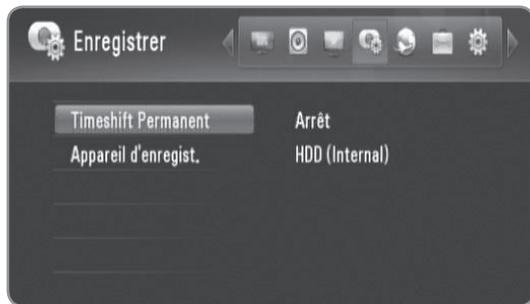 Enregistrer
Timeshift Permanent Arrêt
Appareil d'enregist. HDD (Internal)